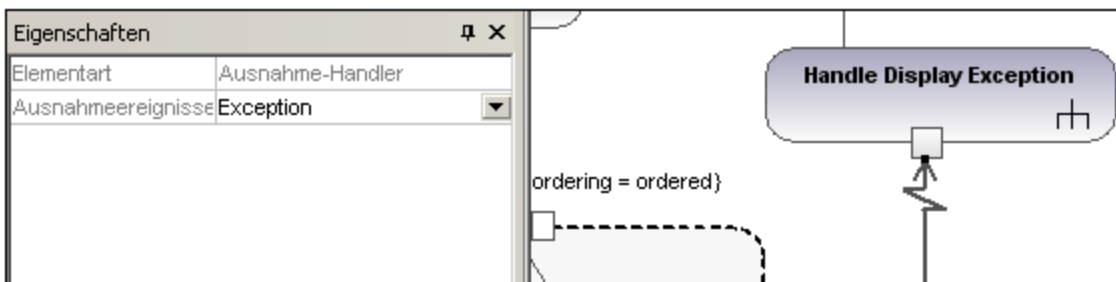 Eigenschaften
Elementart Ausnahme-Handler
Ausnahmeereignisse Exception
Handle Display Exception
ordering = ordered}